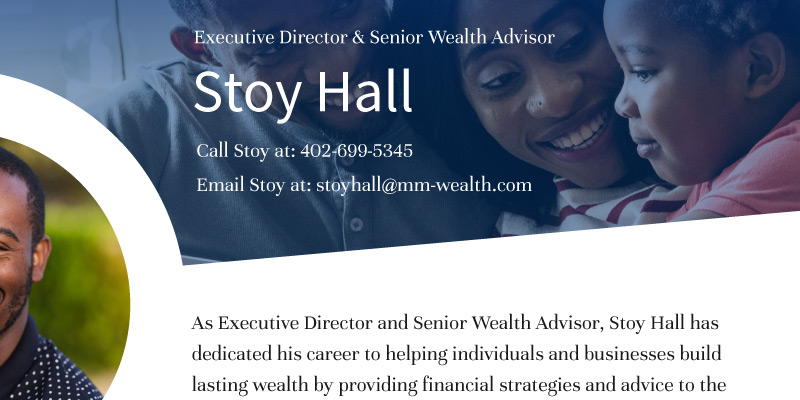 Executive Director & Senior Wealth Advisor
Stoy Hall
Call Stoy at: 402-699-5345
Email Stoy at: stoyhall@mm-wealth.com
As Executive Director and Senior Wealth Advisor, Stoy Hall has
dedicated his career to helping individuals and businesses build
lasting wealth by providing financial strategies and advice to the